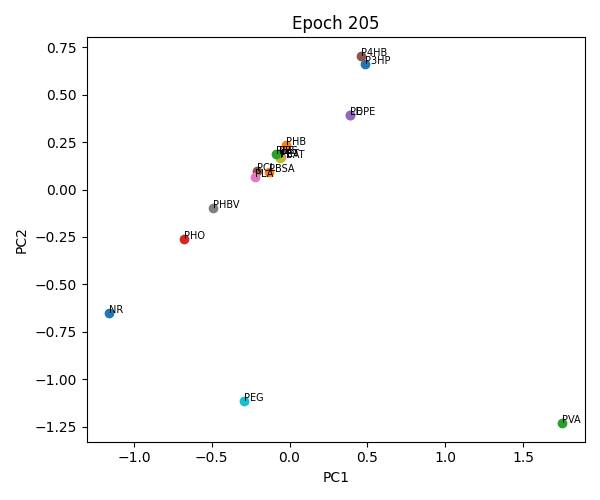 Epoch 205
0.75
0.50
0.25
0.00
−0.25
−0.50
−0.75
−1.00
−1.25
PC2
P4HB
P3HP
LDPE
PHB
PBAT
PCL
PBSA
PLA
PHBV
PHO
NR
PEG
PVA
−1.0
−0.5
0.0
0.5
1.0
1.5
PC1